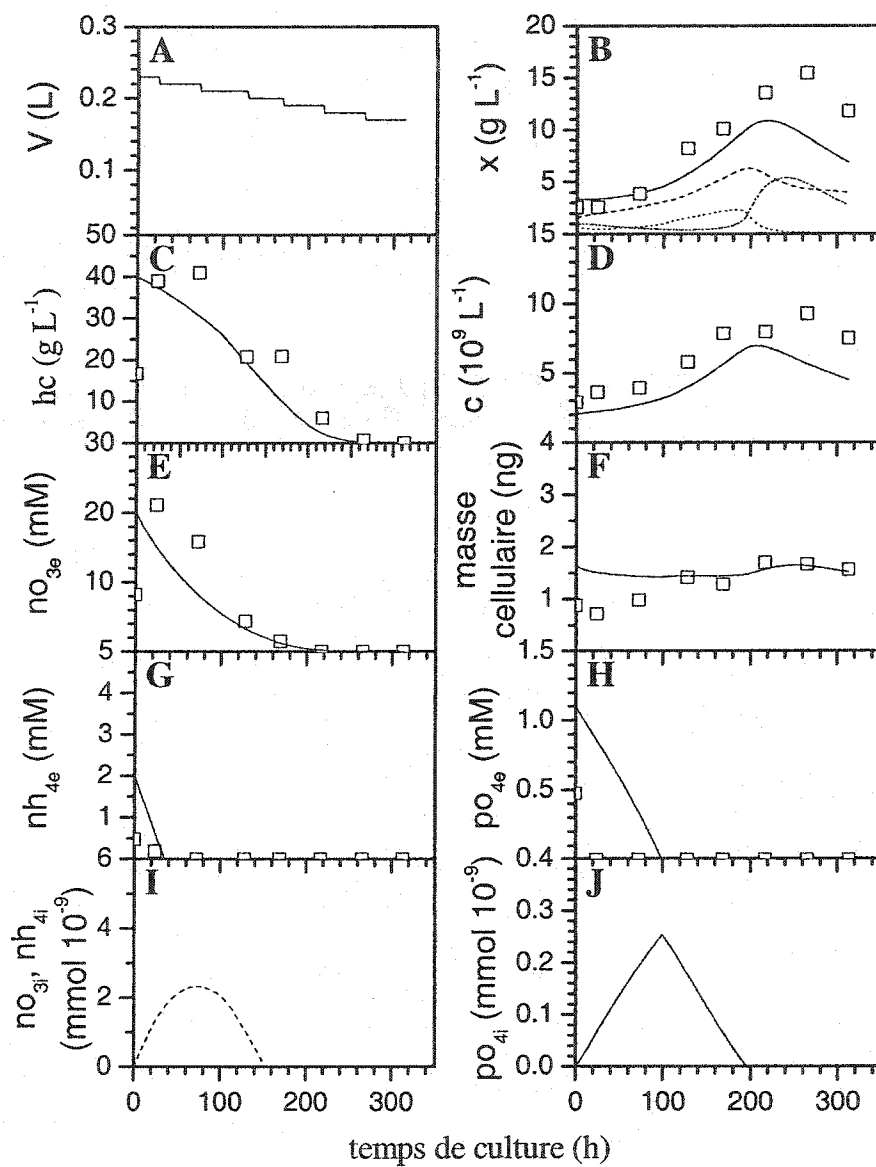 0.3
A
V (L)
0.2
0.1
50
20
B
x (g L⁻¹)
15
10
5
15
C
hc (g L⁻¹)
40
30
20
10
30
D
c (10⁹ L⁻¹)
10
5
4
E
no₃ₑ (mM)
20
10
5
F
masse
cellulaire (ng)
3
2
1
1.5
G
nh₄ₑ (mM)
4
3
2
1
6
H
po₄ₑ (mM)
1.0
0.5
0.4
I
no₃ᵢ, nh₄ᵢ
(mmol 10⁻⁹)
4
2
0
J
po₄ᵢ (mmol 10⁻⁹)
0.3
0.2
0.1
0.0
0 100 200 300
0 100 200 300
temps de culture (h)